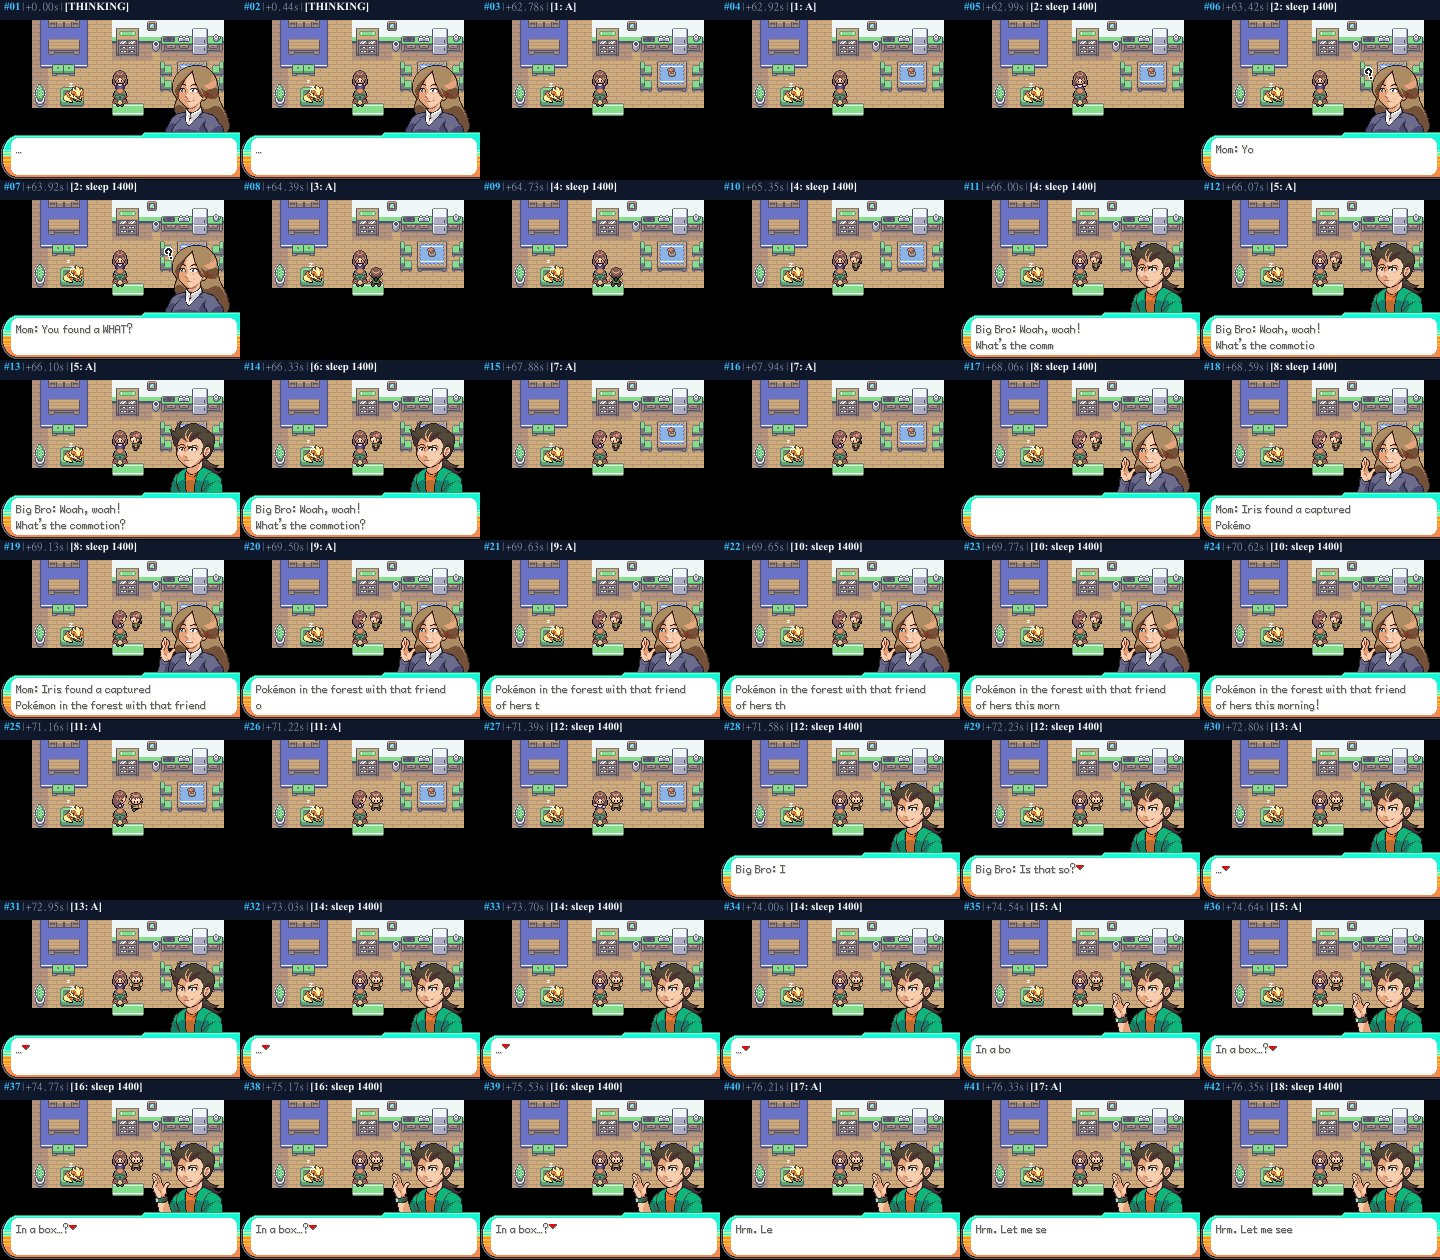 #01|+0.00s|[THINKING]
…
#02|+0.44s|[THINKING]
…
#03|+62.78s|[1: A]
#04|+62.92s|[1: A]
#05|+62.99s|[2: sleep 1400]
#06|+63.42s|[2: sleep 1400]
Mom: Yo
#07|+63.92s|[2: sleep 1400]
Mom: You found a WHAT?
#08|+64.39s|[3: A]
#09|+64.73s|[4: sleep 1400]
#10|+65.35s|[4: sleep 1400]
#11|+66.00s|[4: sleep 1400]
Big Bro: Woah, woah!
What's the comm
#12|+66.07s|[5: A]
Big Bro: Woah, woah!
What's the commotio
#13|+66.10s|[5: A]
Big Bro: Woah, woah!
What's the commotion?
#14|+66.33s|[6: sleep 1400]
Big Bro: Woah, woah!
What's the commotion?
#15|+67.88s|[7: A]
#16|+67.94s|[7: A]
#17|+68.06s|[8: sleep 1400]
#18|+68.59s|[8: sleep 1400]
Mom: Iris found a captured
Pokémo
#19|+69.13s|[8: sleep 1400]
Mom: Iris found a captured
Pokémon in the forest with that friend
#20|+69.50s|[9: A]
Pokémon in the forest with that friend
o
#21|+69.63s|[9: A]
Pokémon in the forest with that friend
of hers t
#22|+69.65s|[10: sleep 1400]
Pokémon in the forest with that friend
of hers th
#23|+69.77s|[10: sleep 1400]
Pokémon in the forest with that friend
of hers this morn
#24|+70.62s|[10: sleep 1400]
Pokémon in the forest with that friend
of hers this morning!
#25|+71.16s|[11: A]
#26|+71.22s|[11: A]
#27|+71.39s|[12: sleep 1400]
#28|+71.58s|[12: sleep 1400]
Big Bro: I
#29|+72.23s|[12: sleep 1400]
Big Bro: Is that so?
#30|+72.80s|[13: A]
…
#31|+72.95s|[13: A]
…
#32|+73.03s|[14: sleep 1400]
…
#33|+73.70s|[14: sleep 1400]
…
#34|+74.00s|[14: sleep 1400]
…
#35|+74.54s|[15: A]
In a bo
#36|+74.64s|[15: A]
In a box…?
#37|+74.77s|[16: sleep 1400]
In a box…?
#38|+75.17s|[16: sleep 1400]
In a box…?
#39|+75.53s|[16: sleep 1400]
In a box…?
#40|+76.21s|[17: A]
Hrm. Le
#41|+76.33s|[17: A]
Hrm. Let me se
#42|+76.35s|[18: sleep 1400]
Hrm. Let me see